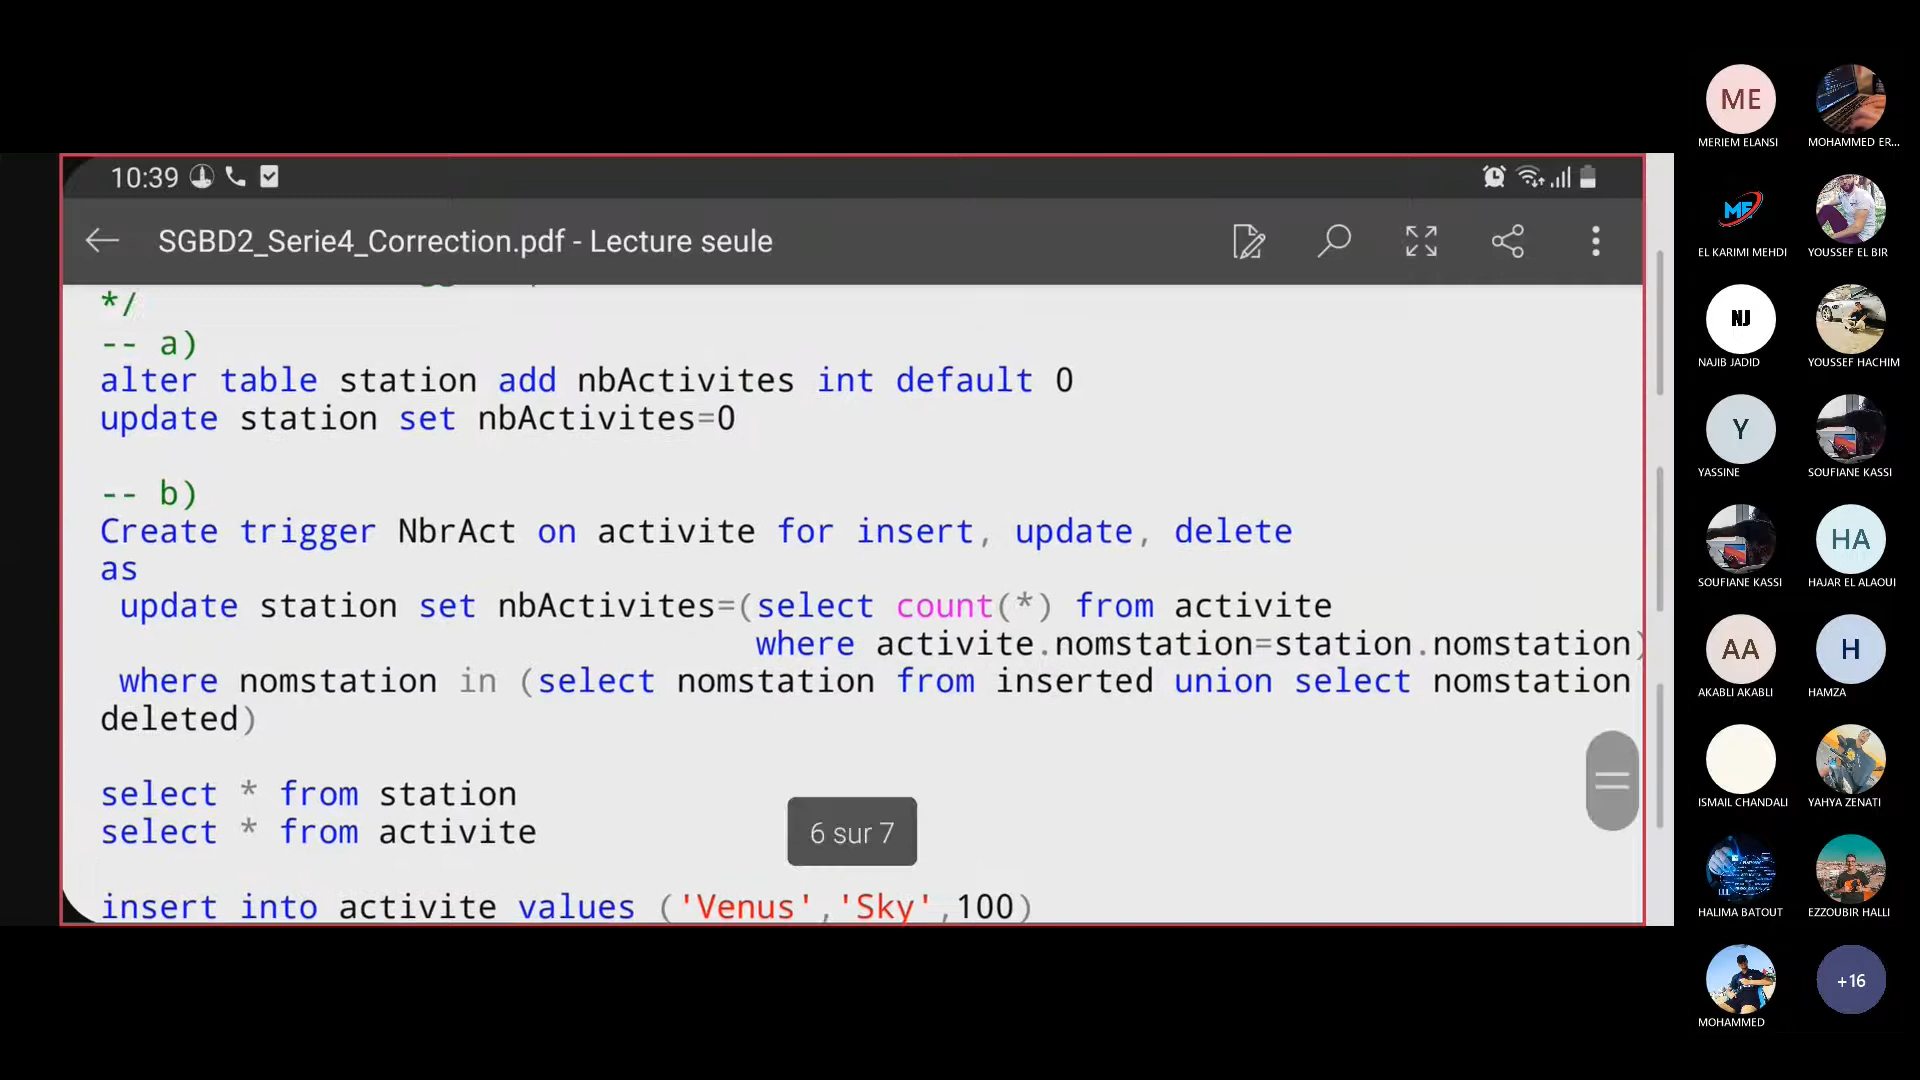 10:39
SGBD2_Serie4_Correction.pdf - Lecture seule
*/
-- a)
alter table station add nbActivites int default 0
update station set nbActivites=0
-- b)
Create trigger NbrAct on activite for insert, update, delete
as
update station set nbActivites=(select count(*) from activite
where activite.nomstation=station.nomstation)
where nomstation in (select nomstation from inserted union select nomstation
deleted)
select * from station
select * from activite
insert into activite values ('Venus','Sky',100)
6 sur 7
ME
MERIEM ELANSI
MOHAMMED ER...
ME
EL KARIMI MEHDI
YOUSSEF EL BIR
NJ
NAJIB JADID
YOUSSEF HACHIM
Y
YASSINE
SOUFIANE KASSI
SOUFIANE KASSI
HA
HAJAR EL ALAOUI
AA
AKABLI AKABLI
H
HAMZA
ISMAIL CHANDALI
YAHYA ZENATI
HALIMA BATOUT
EZZOUBIR HALLI
MOHAMMED
+16